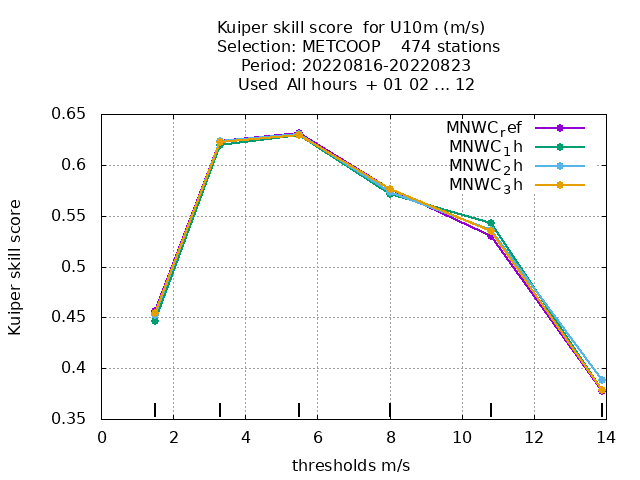 Kuiper skill score  for U10m (m/s)
Selection: METCOOP    474 stations
Period: 20220816-20220823
Used  All hours  + 01 02 ... 12
0.65
0.6
0.55
0.5
0.45
0.4
0.35
Kuiper skill score
MNWC_ref
MNWC_1h
MNWC_2h
MNWC_3h
0 2 4 6 8 10 12 14
thresholds m/s